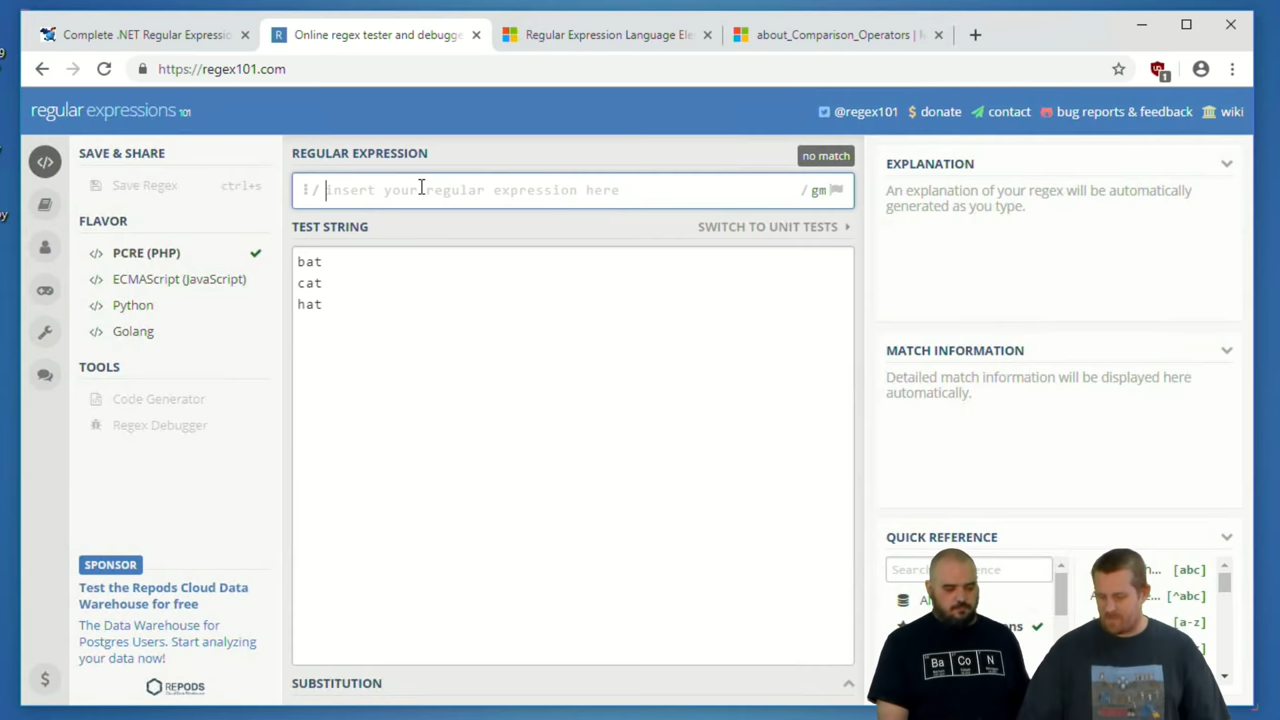 Complete .NET Regular Expressio
Online regex tester and debugge
Regular Expression Language Ele
about_Comparison_Operators |
https://regex101.com
1
regular expressions 101
@regex101
$ donate
contact
bug reports & feedback
wiki
SAVE & SHARE
Save Regex ctrl+s
FLAVOR
</> PCRE (PHP)
</> ECMAScript (JavaScript)
</> Python
</> Golang
TOOLS
Code Generator
Regex Debugger
SPONSOR
Test the Repods Cloud Data
Warehouse for free
The Data Warehouse for
Postgres Users. Start analyzing
your data now!
REPODS
$
REGULAR EXPRESSION
no match
/ insert your regular expression here / gm
TEST STRING
SWITCH TO UNIT TESTS
bat
cat
hat
SUBSTITUTION
EXPLANATION
An explanation of your regex will be automatically
generated as you type.
MATCH INFORMATION
Detailed match information will be displayed here
automatically.
QUICK REFERENCE
[abc]
[^abc]
[a-z]
Ba Co N